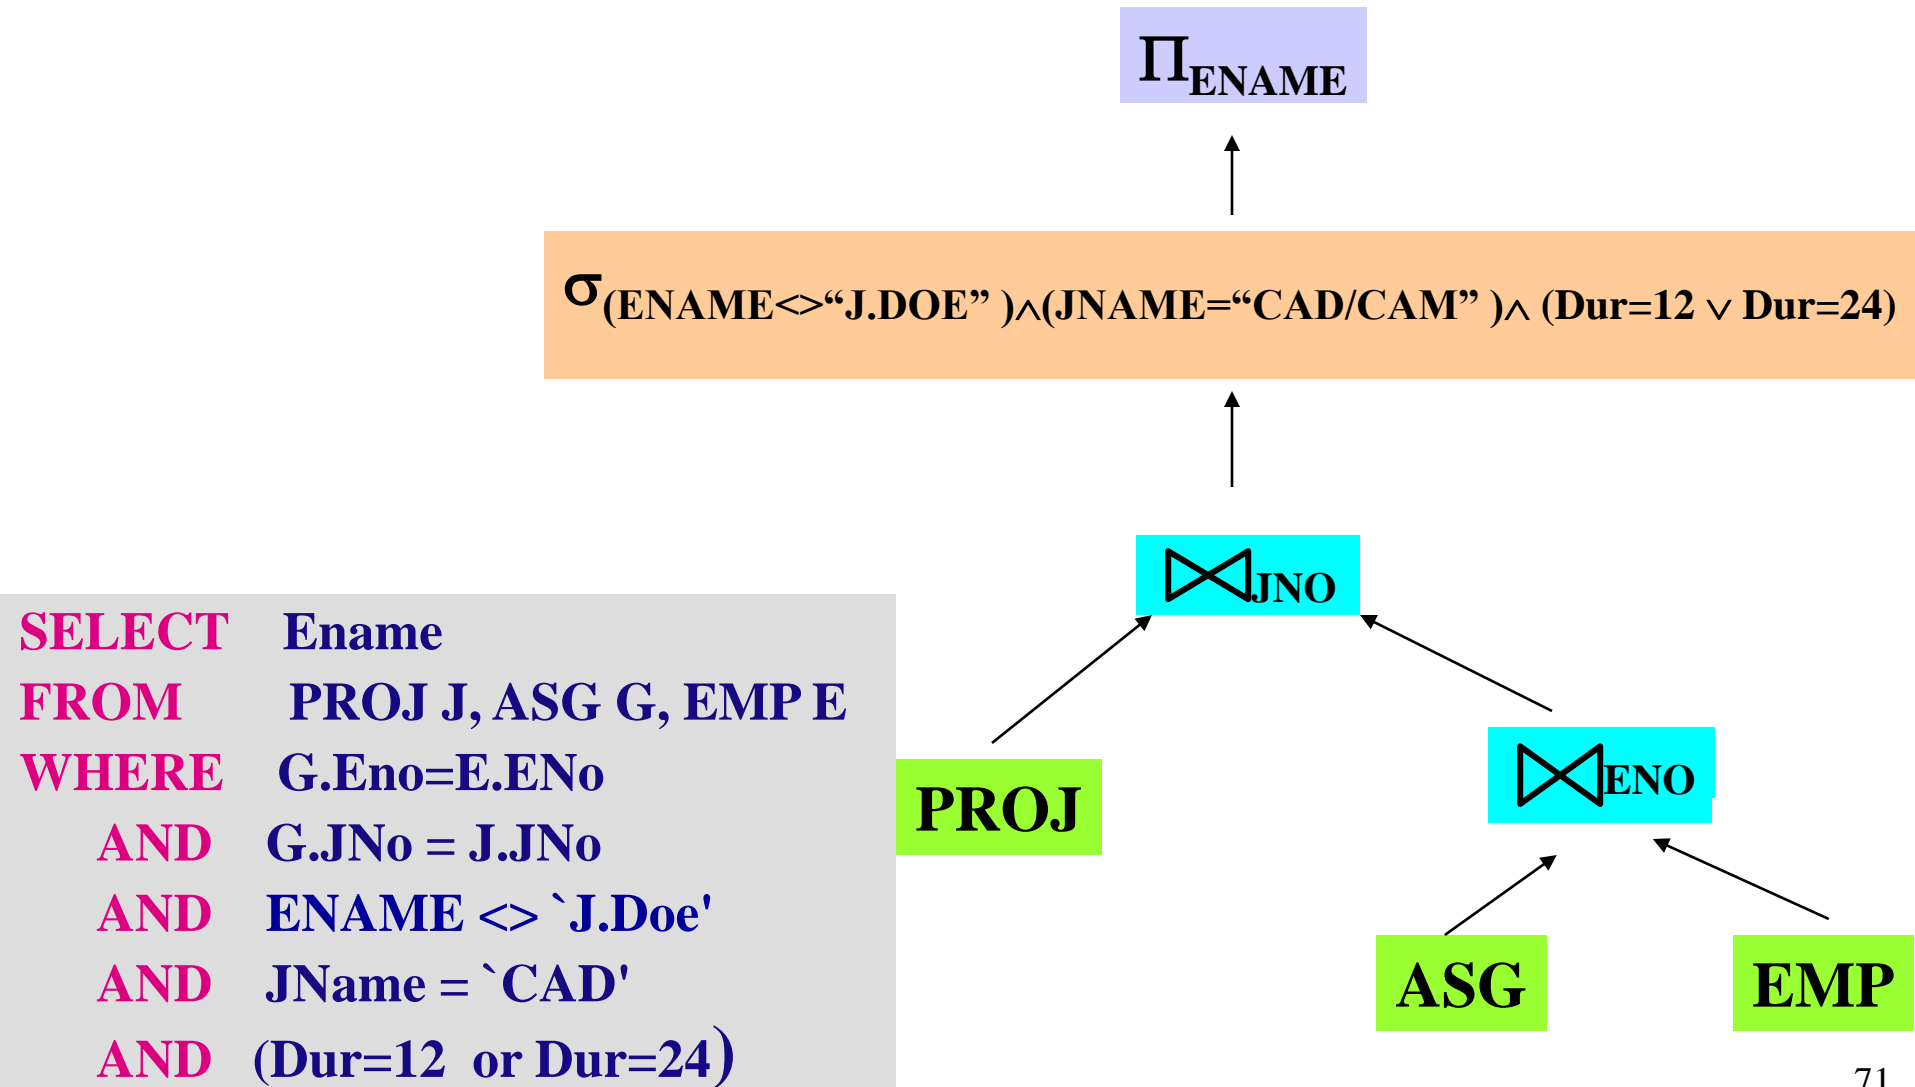 Π ENAME
σ (ENAME<>“J.DOE” )∧(JNAME=“CAD/CAM” )∧ (Dur=12 ∨ Dur=24)
⋈ JNO
SELECT Ename
FROM PROJ J, ASG G, EMP E
WHERE G.Eno=E.ENo
AND G.JNo = J.JNo
AND ENAME <> `J.Doe'
AND JName = `CAD'
AND (Dur=12 or Dur=24)
PROJ
⋈ ENO
ASG
EMP
71